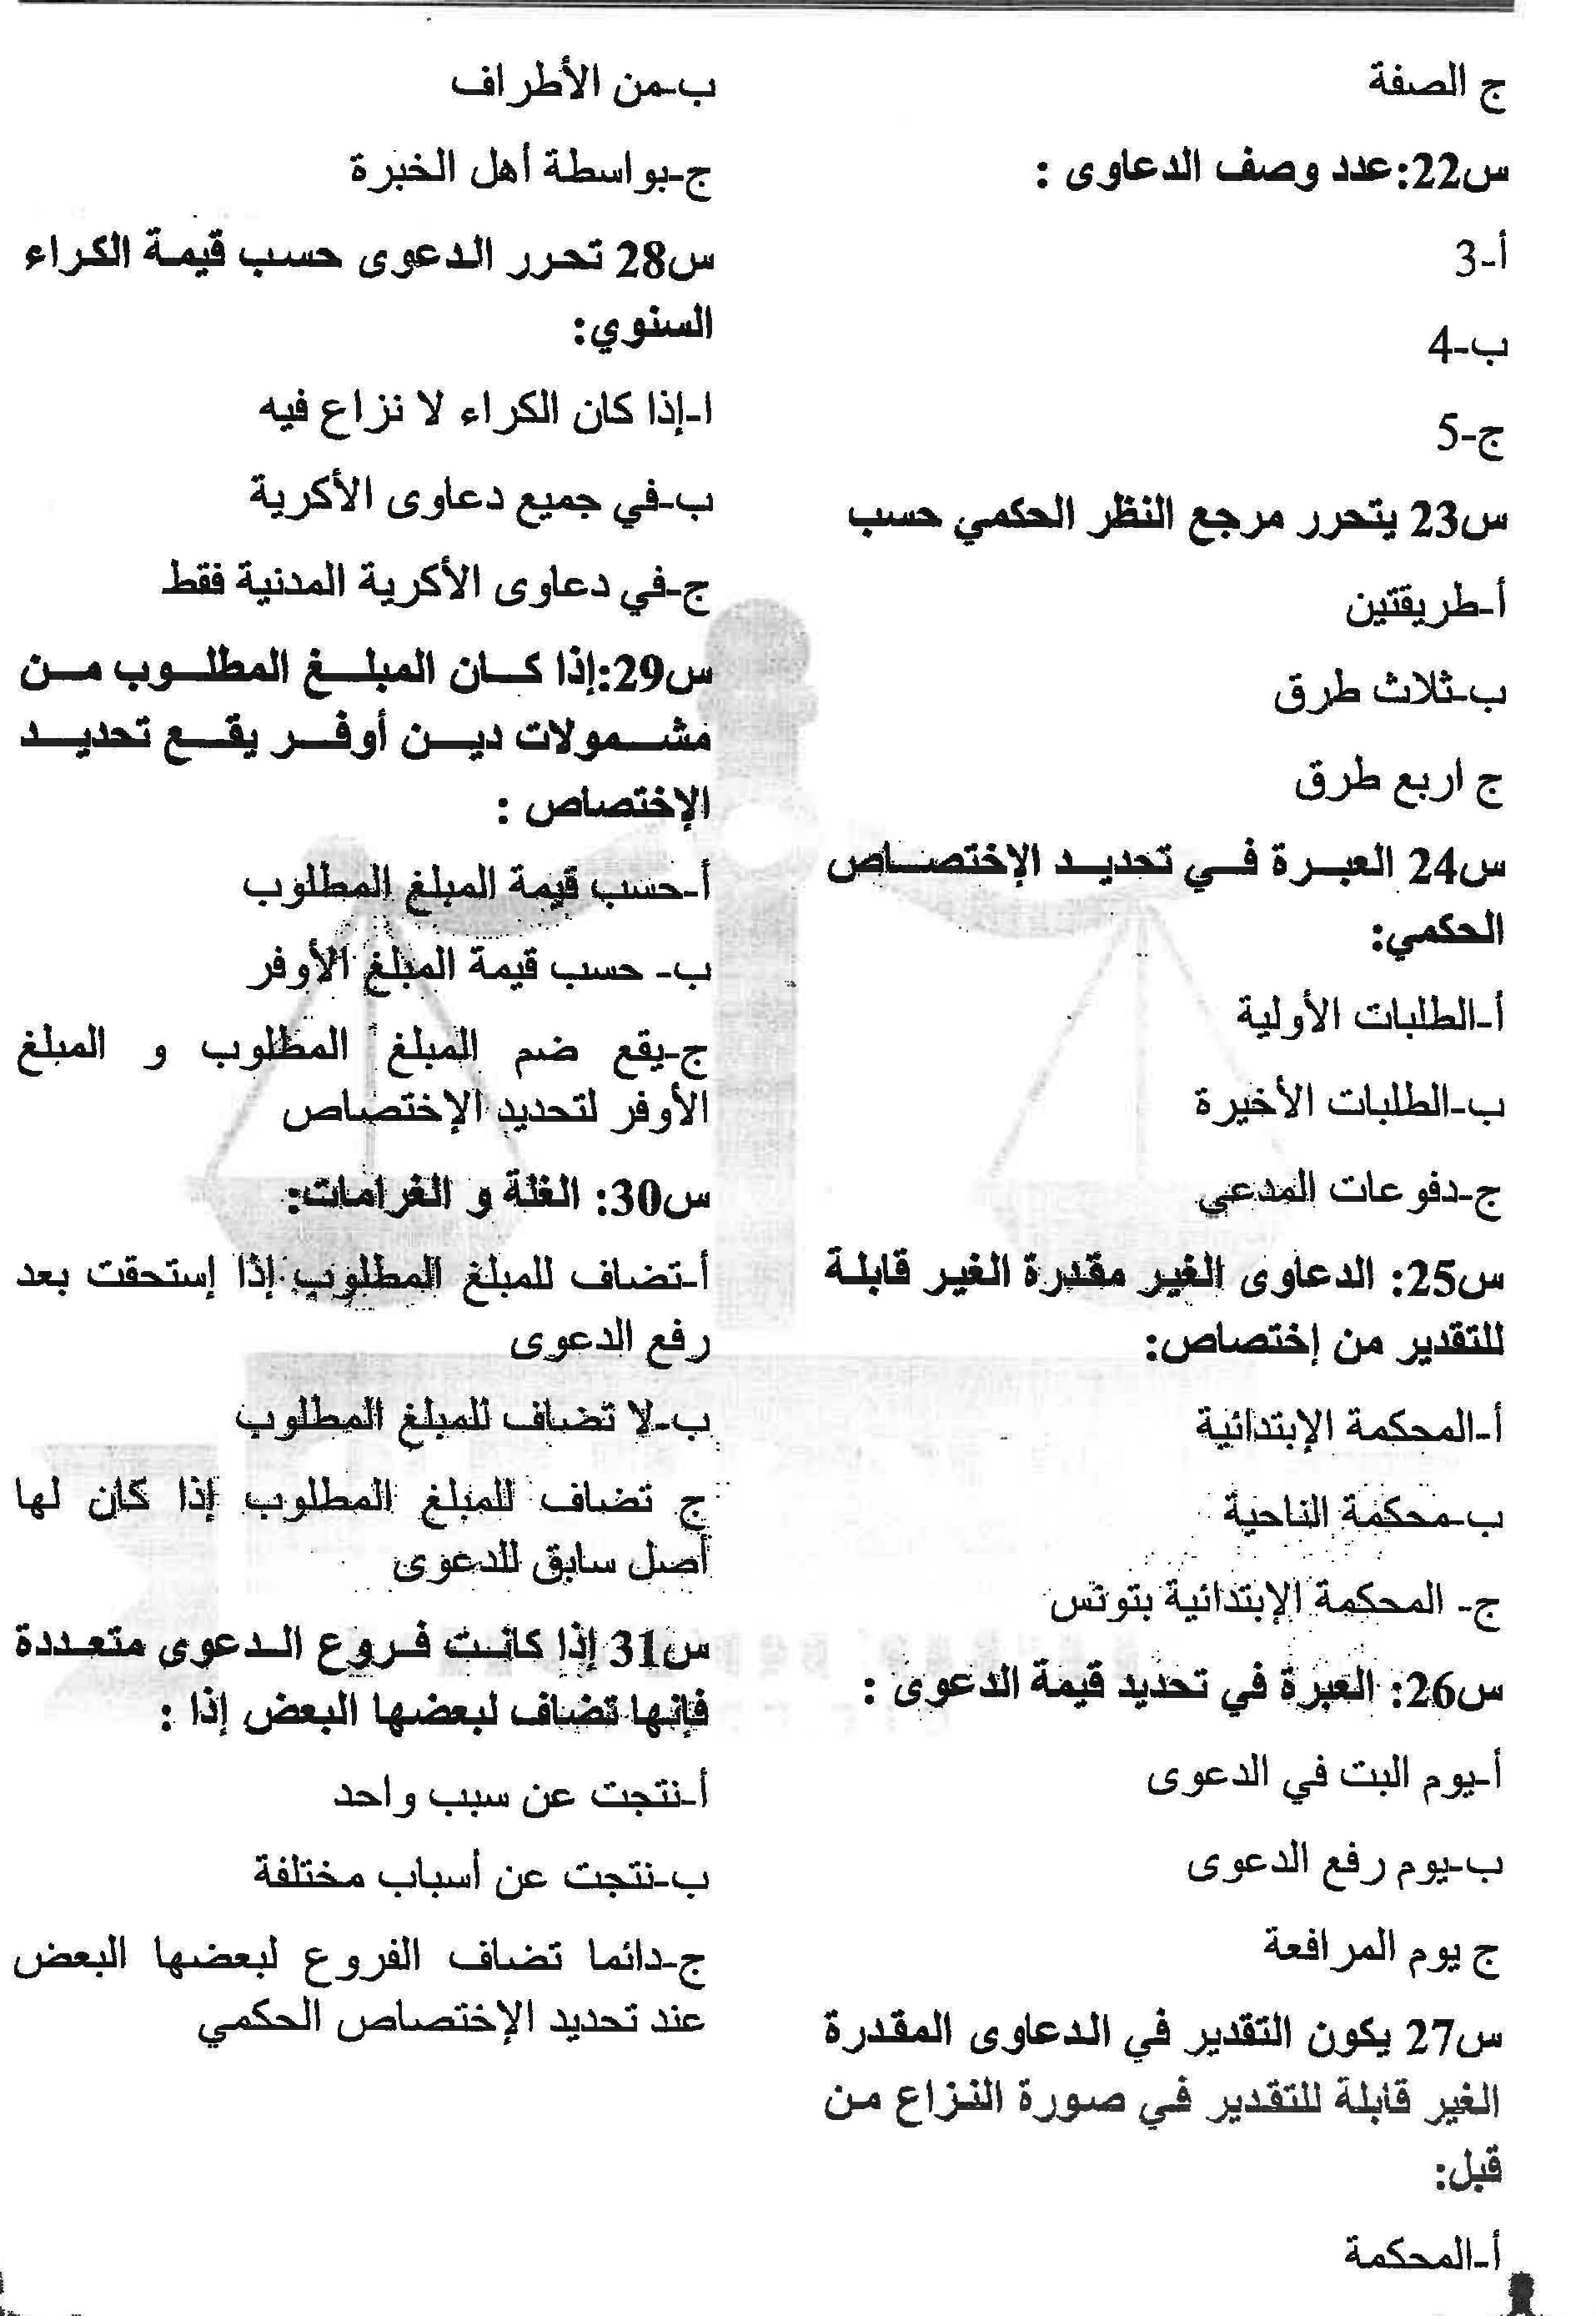 ج الصفة
س22:عدد وصف الدعاوى :
أ-3
ب-4
ج-5
س23 يتحرر مرجع النظر الحكمي حسب
أ-طريقتين
ب-ثلاث طرق
ج اربع طرق
س24 العبرة في تحديد الإختصاص
الحكمي:
أ-الطلبات الأولية
ب-الطلبات الأخيرة
ج-دفوعات المدعي
س25: الدعاوى الغير مقدرة الغير قابلة
للتقدير من إختصاص:
أ-المحكمة الإبتدائية
ب-محكمة الناحية
ج- المحكمة الإبتدائية بتونس
س26: العبرة في تحديد قيمة الدعوى :
أ-يوم البت في الدعوى
ب-يوم رفع الدعوى
ج يوم المرافعة
س27 يكون التقدير في الدعاوى المقدرة
الغير قابلة للتقدير في صورة النزاع من
قبل:
أ-المحكمة
ب-من الأطراف
ج-بواسطة أهل الخبرة
س28 تحرر الدعوى حسب قيمة الكراء
السنوي:
ا-إذا كان الكراء لا نزاع فيه
ب-في جميع دعاوى الأكرية
ج-في دعاوى الأكرية المدنية فقط
س29:إذا كان المبلغ المطلوب من
مشمولات دين أوفر يقع تحديد
الإختصاص :
أ-حسب قيمة المبلغ المطلوب
ب- حسب قيمة المبلغ الأوفر
ج-يقع ضم المبلغ المطلوب و المبلغ
الأوفر لتحديد الإختصاص
س30: الغلة و الغرامات:
أ-تضاف للمبلغ المطلوب إذا إستحقت بعد
رفع الدعوى
ب-لا تضاف للمبلغ المطلوب
ج تضاف للمبلغ المطلوب إذا كان لها
أصل سابق للدعوى
س31 إذا كانت فروع الدعوى متعددة
فإنها تضاف لبعضها البعض إذا :
أ-نتجت عن سبب واحد
ب-نتجت عن أسباب مختلفة
ج-دائما تضاف الفروع لبعضها البعض
عند تحديد الإختصاص الحكمي